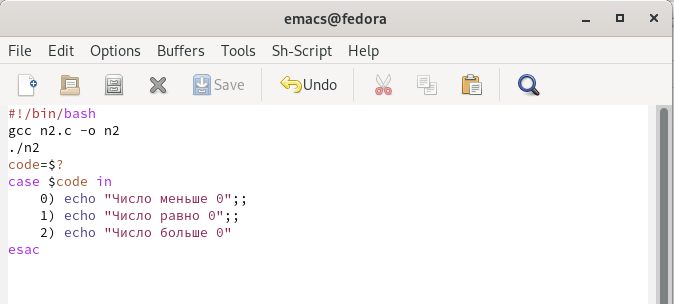 emacs@fedora
File Edit Options Buffers Tools Sh-Script Help
Save Undo
#!/bin/bash
gcc n2.c -o n2
./n2
code=$?
case $code in
    0) echo "Число меньше 0";;
    1) echo "Число равно 0";;
    2) echo "Число больше 0"
esac